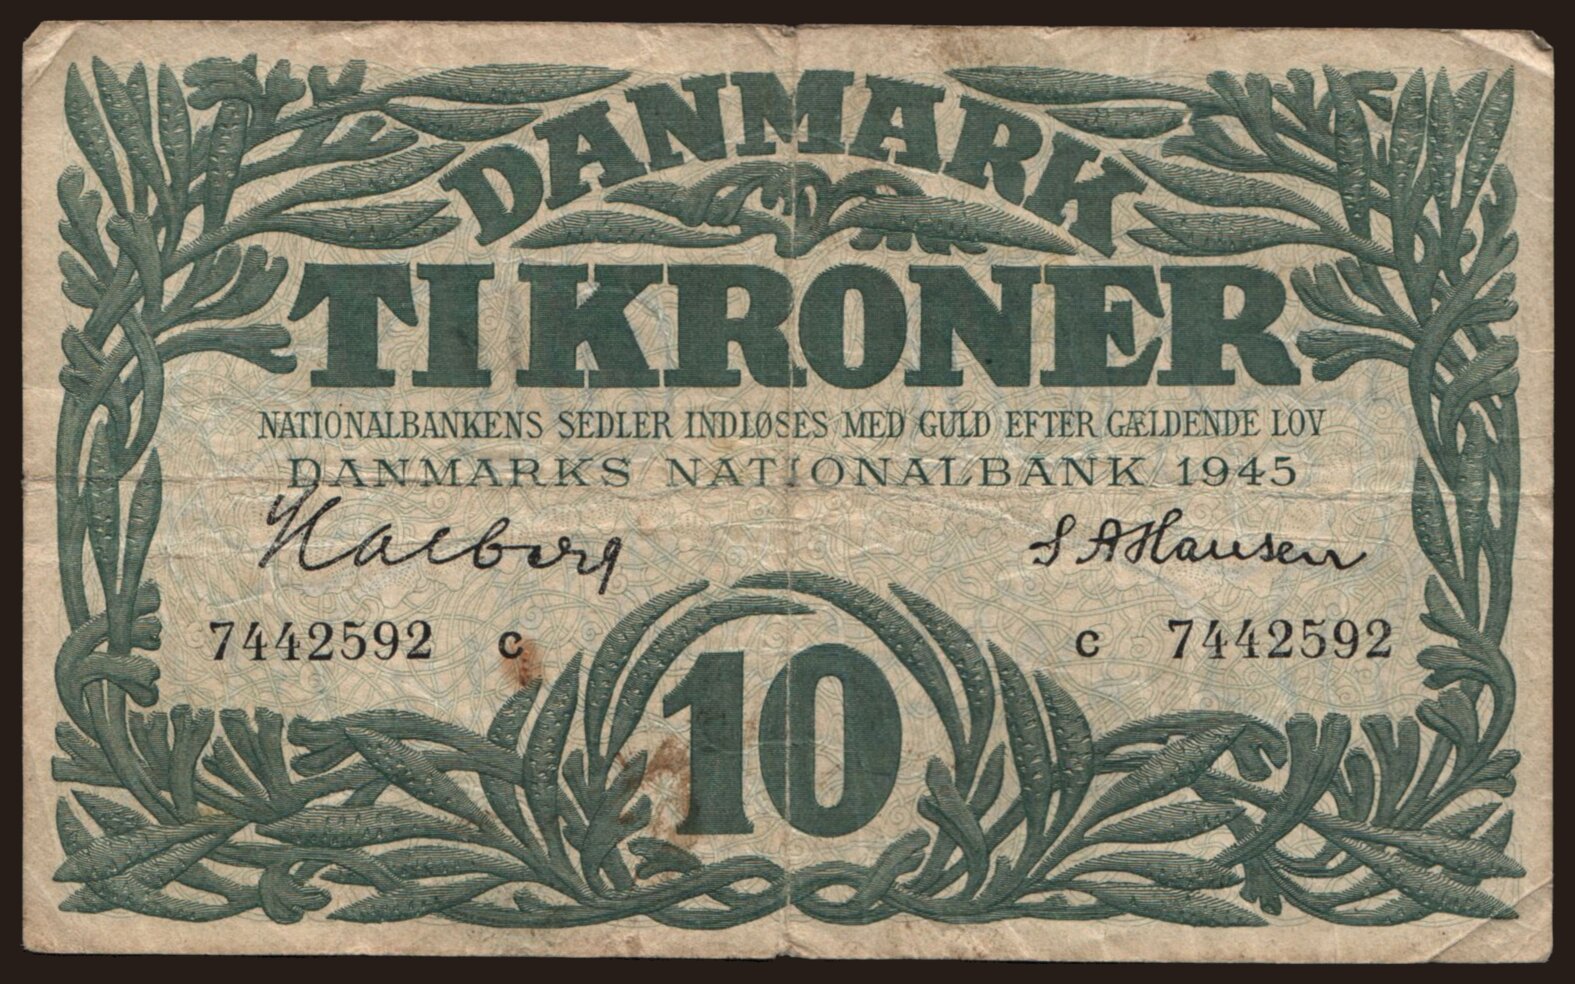 DANMARK
TI KRONER
NATIONALBANKENS SEDLER INDLØSES MED GULD EFTER GÆLDENDE LOV
DANMARKS NATIONALBANK 1945
Halberg S A Hansen
7442592 c c 7442592
10